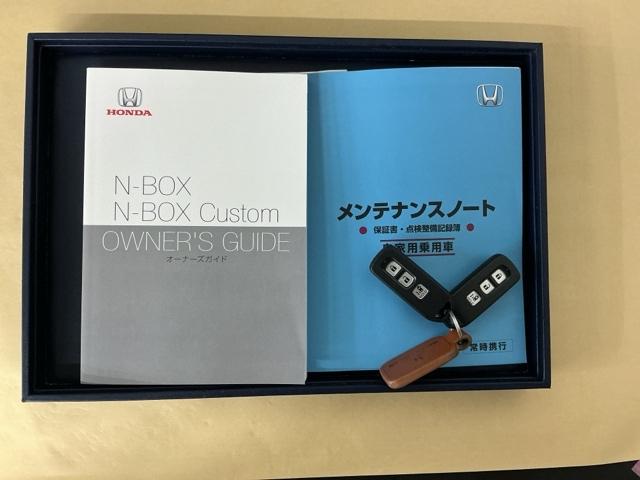 HONDA
N-BOX
N-BOX Custom
OWNER'S GUIDE
オーナーズガイド
メンテナンスノート
保証書・点検整備記録簿
家用乗用車
常時携行